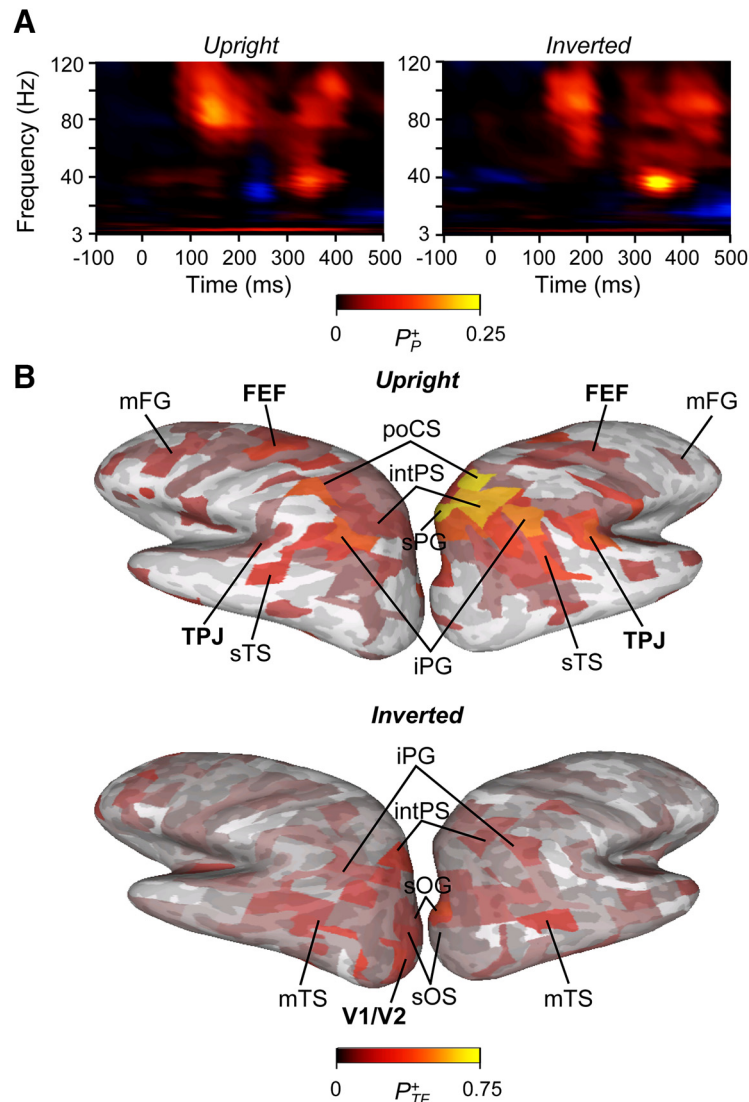 A
Upright Inverted
Frequency (Hz)
120 120
80 80
40 40
3 3
-100 0 100 200 300 400 500 -100 0 100 200 300 400 500
Time (ms) Time (ms)
0 0.25
P_P^+
B
Upright
mFG FEF FEF mFG
poCS
intPS
sPG
TPJ sTS iPG sTS TPJ
Inverted
iPG
intPS
sOG
mTS V1/V2 sOS mTS
0 0.75
P_TF^+